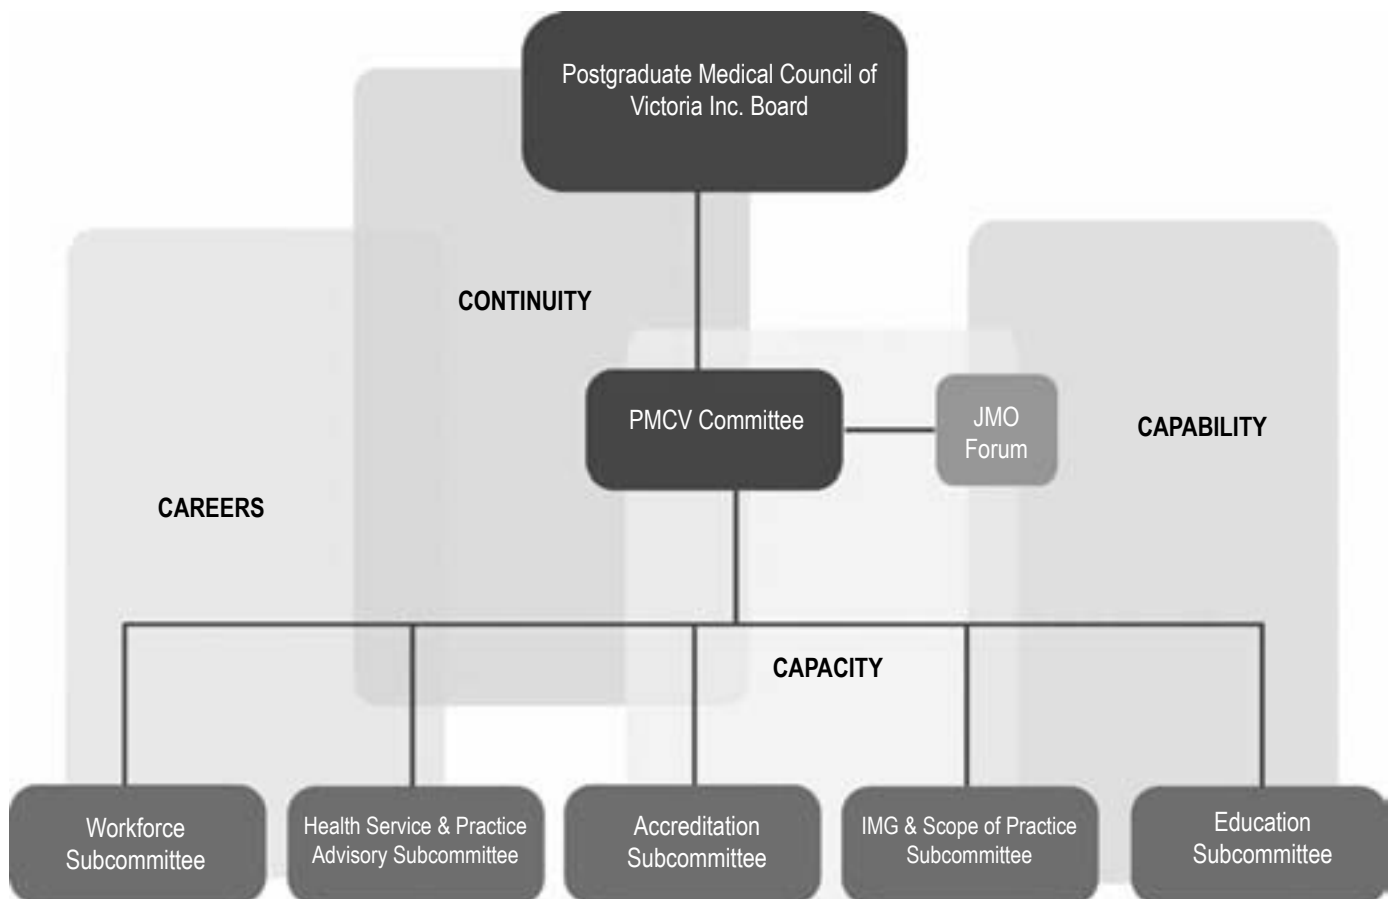 Postgraduate Medical Council of
Victoria Inc. Board
CONTINUITY
PMCV Committee
JMO
Forum
CAPABILITY
CAREERS
CAPACITY
Workforce
Subcommittee
Health Service & Practice
Advisory Subcommittee
Accreditation
Subcommittee
IMG & Scope of Practice
Subcommittee
Education
Subcommittee